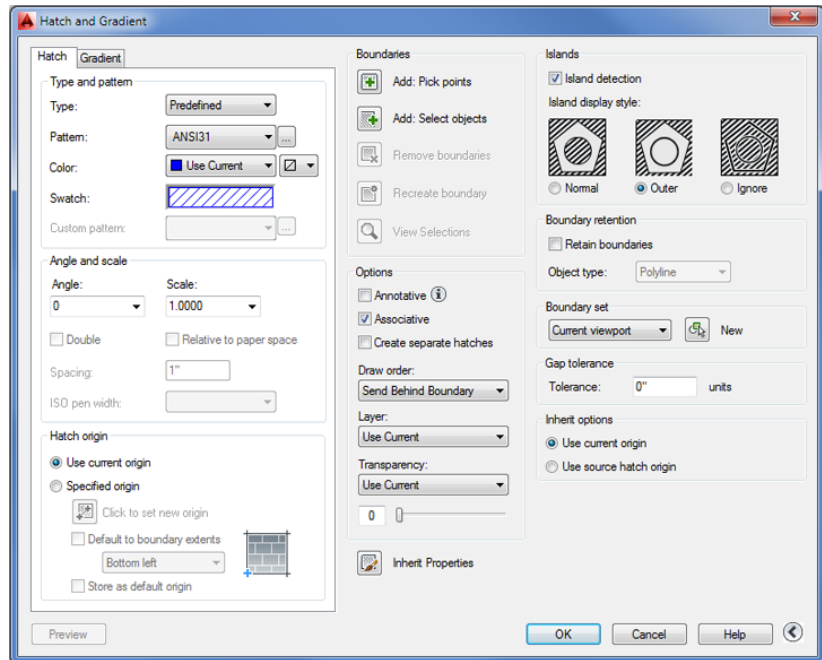 Hatch and Gradient
Hatch
Gradient
Type and pattern
Type:
Predefined
Pattern:
ANSI31
...
Color:
Use Current
Swatch:
Custom pattern:
...
Angle and scale
Angle:
Scale:
0
1.0000
Double
Relative to paper space
Spacing:
1"
ISO pen width:
Hatch origin
Use current origin
Specified origin
Click to set new origin
Default to boundary extents
Bottom left
Store as default origin
Boundaries
Add: Pick points
Add: Select objects
Remove boundaries
Recreate boundary
View Selections
Options
Annotative
Associative
Create separate hatches
Draw order:
Send Behind Boundary
Layer:
Use Current
Transparency:
Use Current
0
Inherit Properties
Islands
Island detection
Island display style:
Normal
Outer
Ignore
Boundary retention
Retain boundaries
Object type:
Polyline
Boundary set
Current viewport
New
Gap tolerance
Tolerance:
0"
units
Inherit options
Use current origin
Use source hatch origin
Preview
OK
Cancel
Help